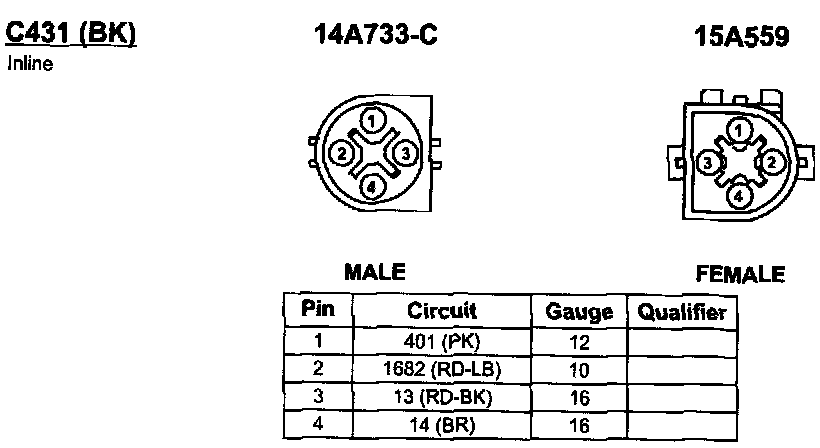 C431 (BK) 14A733-C 15A559
Inline
1
2 3
4
1
3 2
4
MALE FEMALE
Pin Circuit Gauge Qualifier
1 401 (PK) 12
2 1682 (RD-LB) 10
3 13 (RD-BK) 16
4 14 (BR) 16